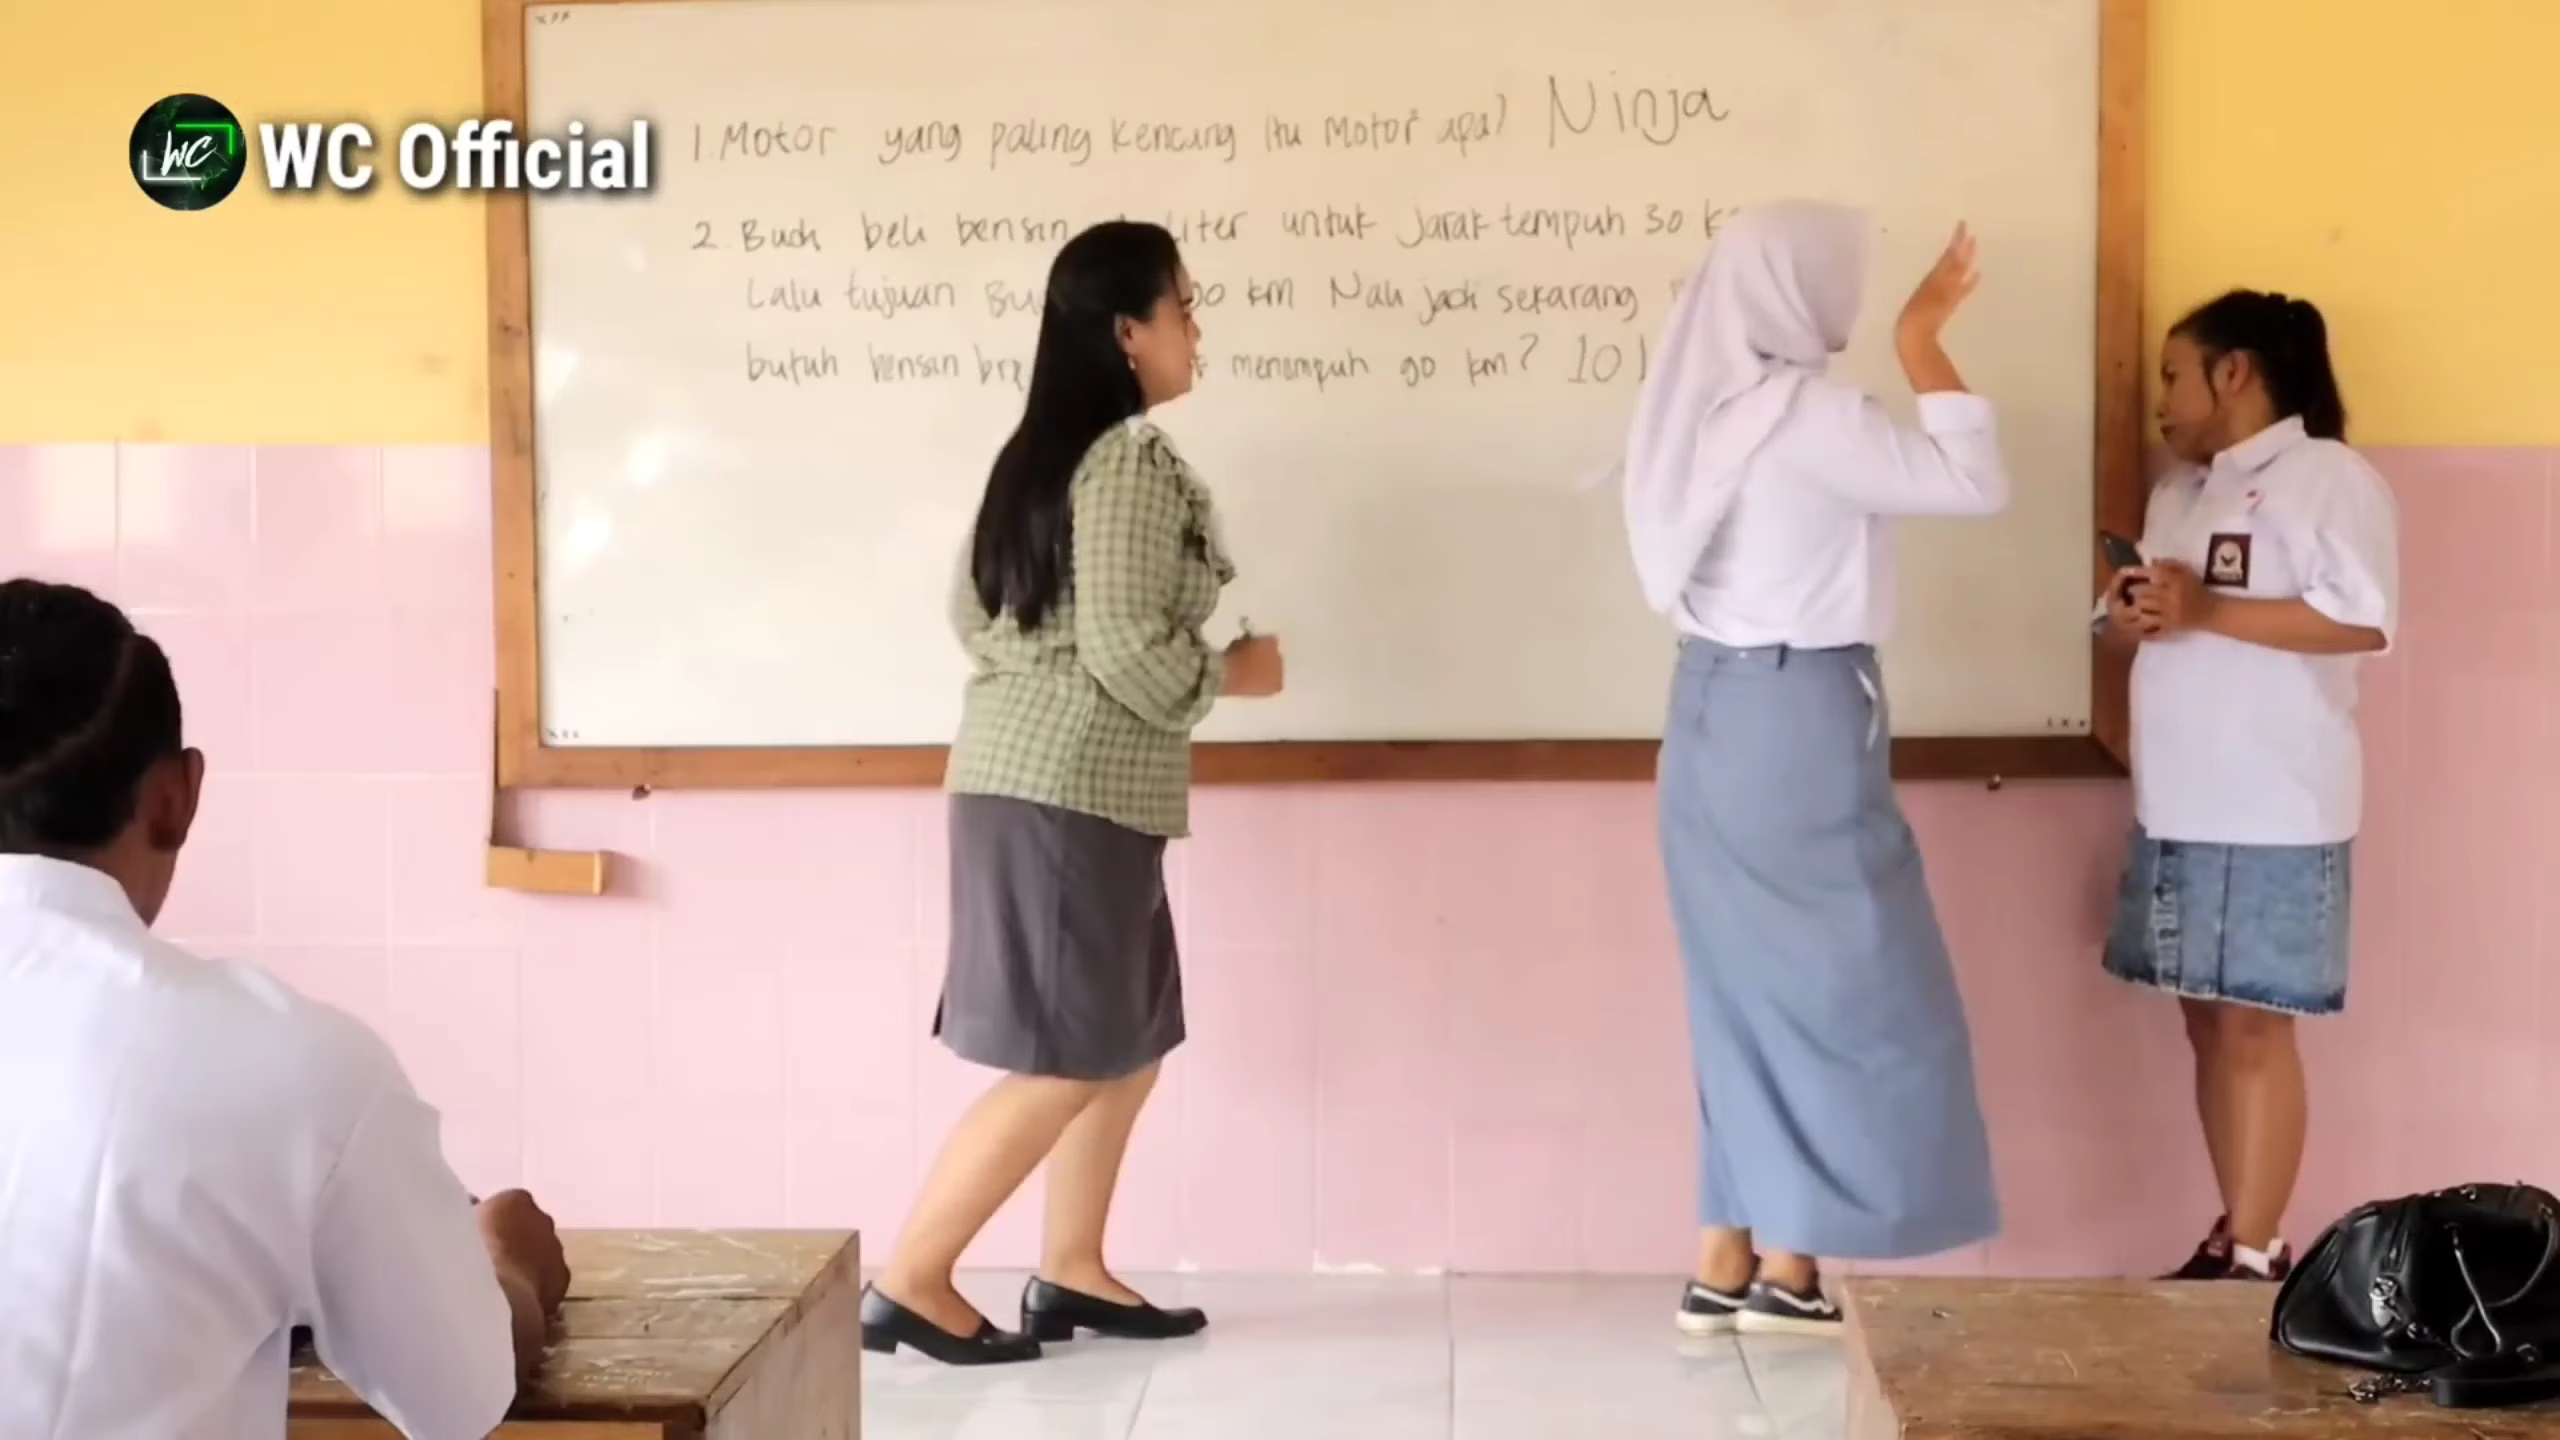 WC Official
1. Motor yang paling kencang itu motor apa? Ninja
2. Budi beli bensin liter untuk jarak tempuh 30
Lalu tujuan km Nah jadi sekarang
butuh bensin menempuh 90 km? 10